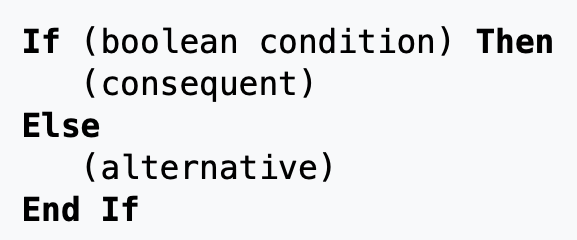 If (boolean condition) Then
    (consequent)
Else
    (alternative)
End If